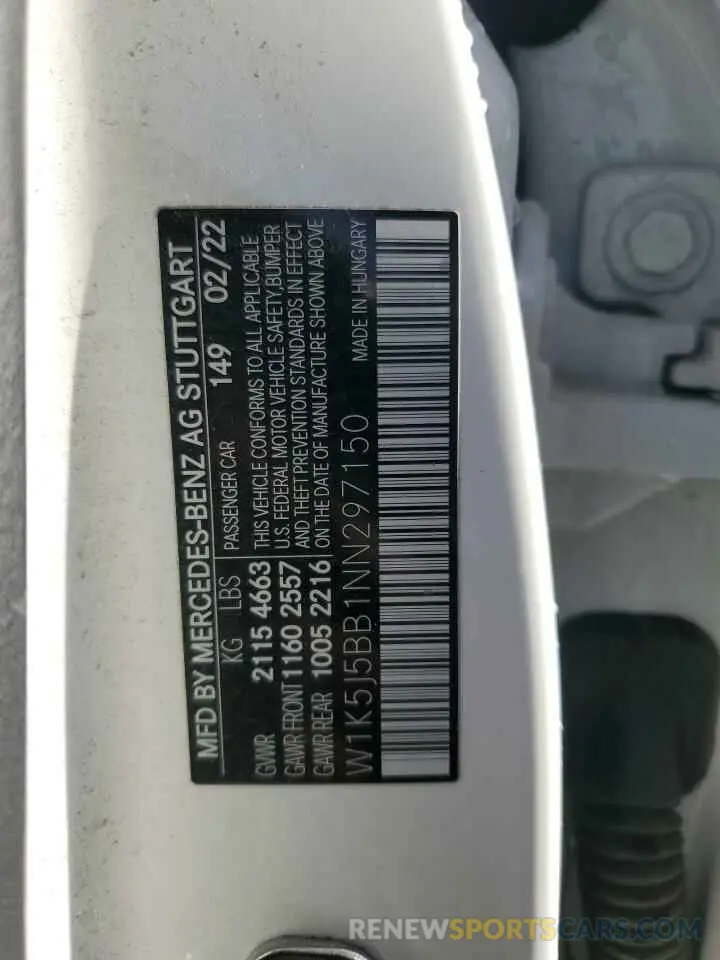 MFD BY MERCEDES-BENZ AG STUTTGART
KG LBS PASSENGER CAR 149 02/22
GVWR 2115 4663 THIS VEHICLE CONFORMS TO ALL APPLICABLE
GAWR FRONT 1160 2557 U.S. FEDERAL MOTOR VEHICLE SAFETY, BUMPER
GAWR REAR 1005 2216 AND THEFT PREVENTION STANDARDS IN EFFECT
ON THE DATE OF MANUFACTURE SHOWN ABOVE
W1K5J5BB1NN297150 MADE IN HUNGARY
RENEWSPORTSCARS.COM